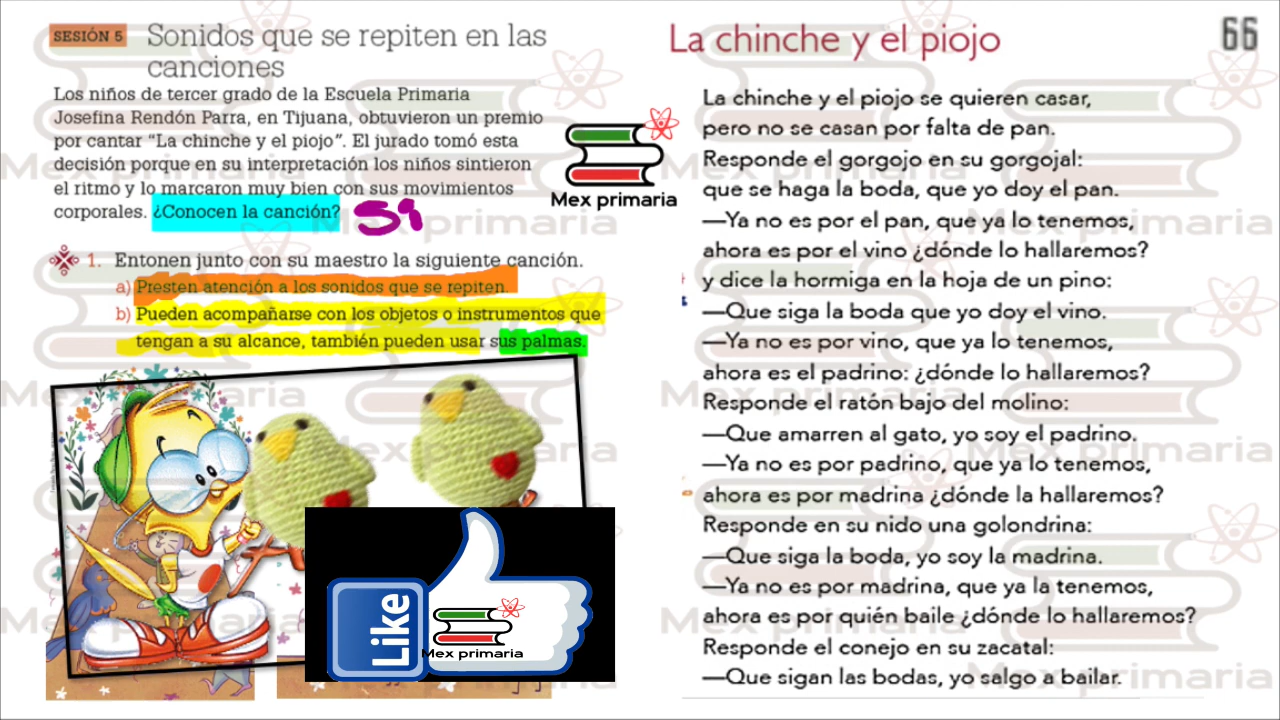 SESIÓN 5
Sonidos que se repiten en las
canciones
Los niños de tercer grado de la Escuela Primaria
Josefina Rendón Parra, en Tijuana, obtuvieron un premio
por cantar “La chinche y el piojo”. El jurado tomó esta
decisión porque en su interpretación los niños sintieron
el ritmo y lo marcaron muy bien con sus movimientos
corporales. ¿Conocen la canción?
Mex primaria
1. Entonen junto con su maestro la siguiente canción.
a) Presten atención a los sonidos que se repiten.
b) Pueden acompañarse con los objetos o instrumentos que
tengan a su alcance, también pueden usar sus palmas.
Like
Mex primaria
La chinche y el piojo
66
La chinche y el piojo se quieren casar,
pero no se casan por falta de pan.
Responde el gorgojo en su gorgojal:
que se haga la boda, que yo doy el pan.
—Ya no es por el pan, que ya lo tenemos,
ahora es por el vino ¿dónde lo hallaremos?
y dice la hormiga en la hoja de un pino:
—Que siga la boda que yo doy el vino.
—Ya no es por vino, que ya lo tenemos,
ahora es el padrino: ¿dónde lo hallaremos?
Responde el ratón bajo del molino:
—Que amarren al gato, yo soy el padrino.
—Ya no es por padrino, que ya lo tenemos,
ahora es por madrina ¿dónde la hallaremos?
Responde en su nido una golondrina:
—Que siga la boda, yo soy la madrina.
—Ya no es por madrina, que ya la tenemos,
ahora es por quién baile ¿dónde lo hallaremos?
Responde el conejo en su zacatal:
—Que sigan las bodas, yo salgo a bailar.